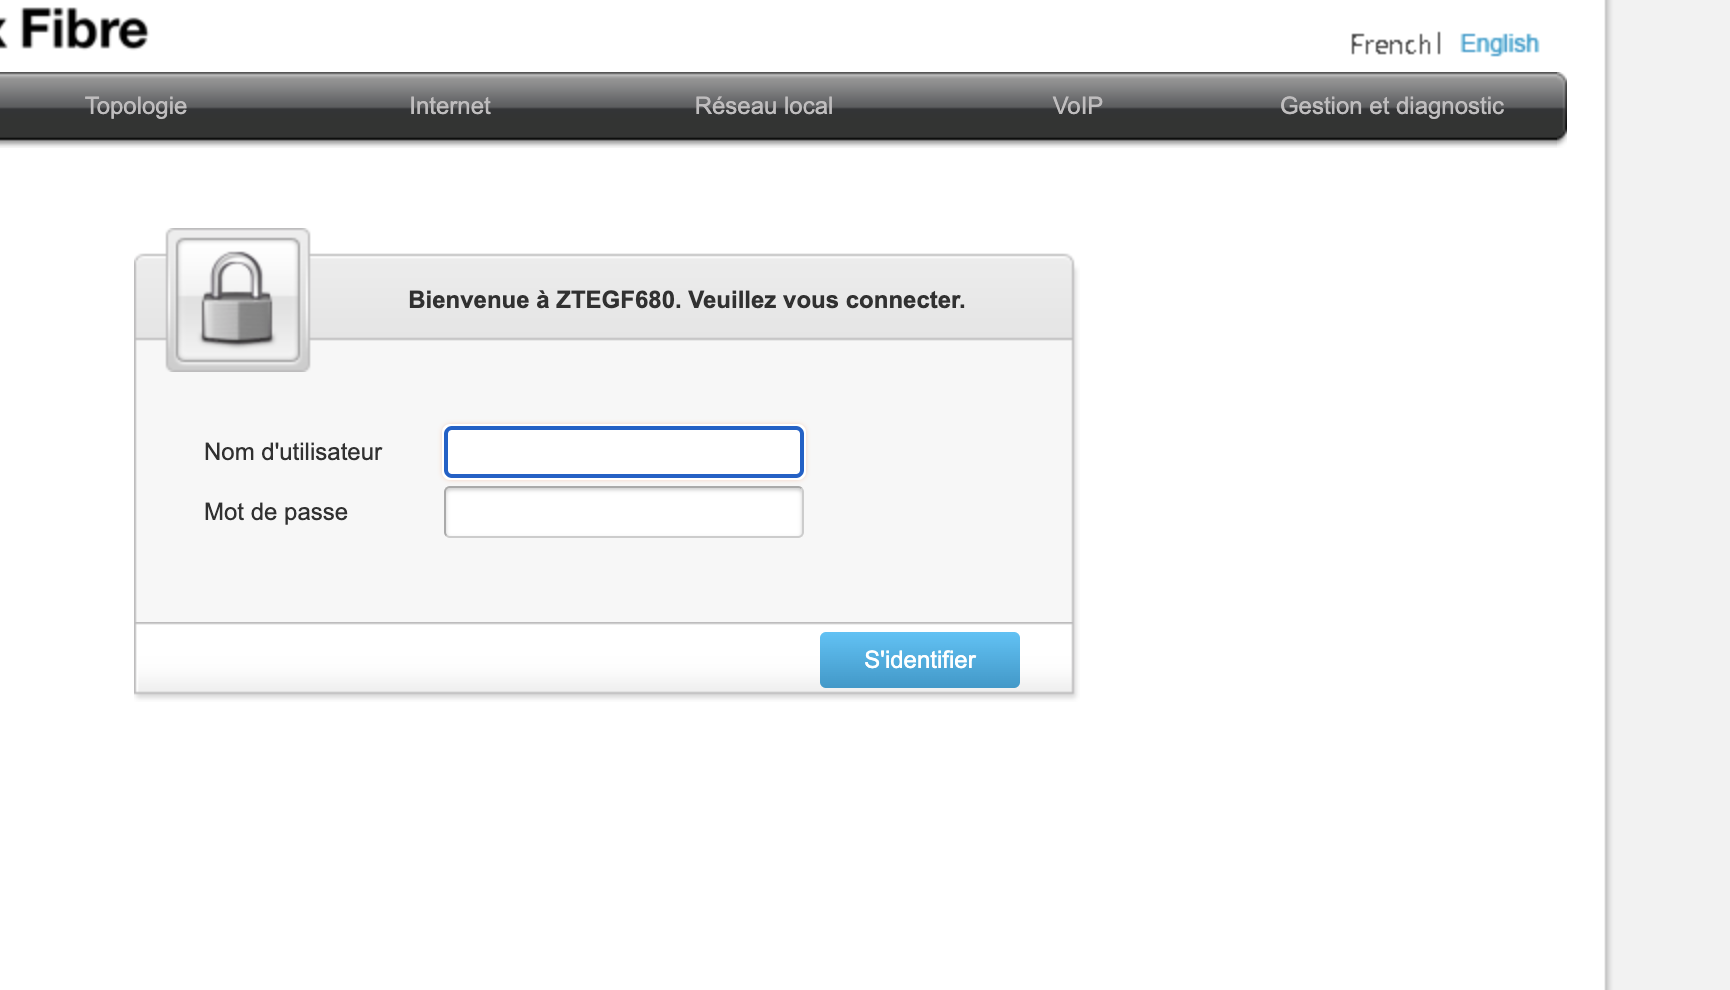 Fibre
French| English
Topologie Internet Réseau local VoIP Gestion et diagnostic
Bienvenue à ZTEGF680. Veuillez vous connecter.
Nom d'utilisateur
Mot de passe
S'identifier